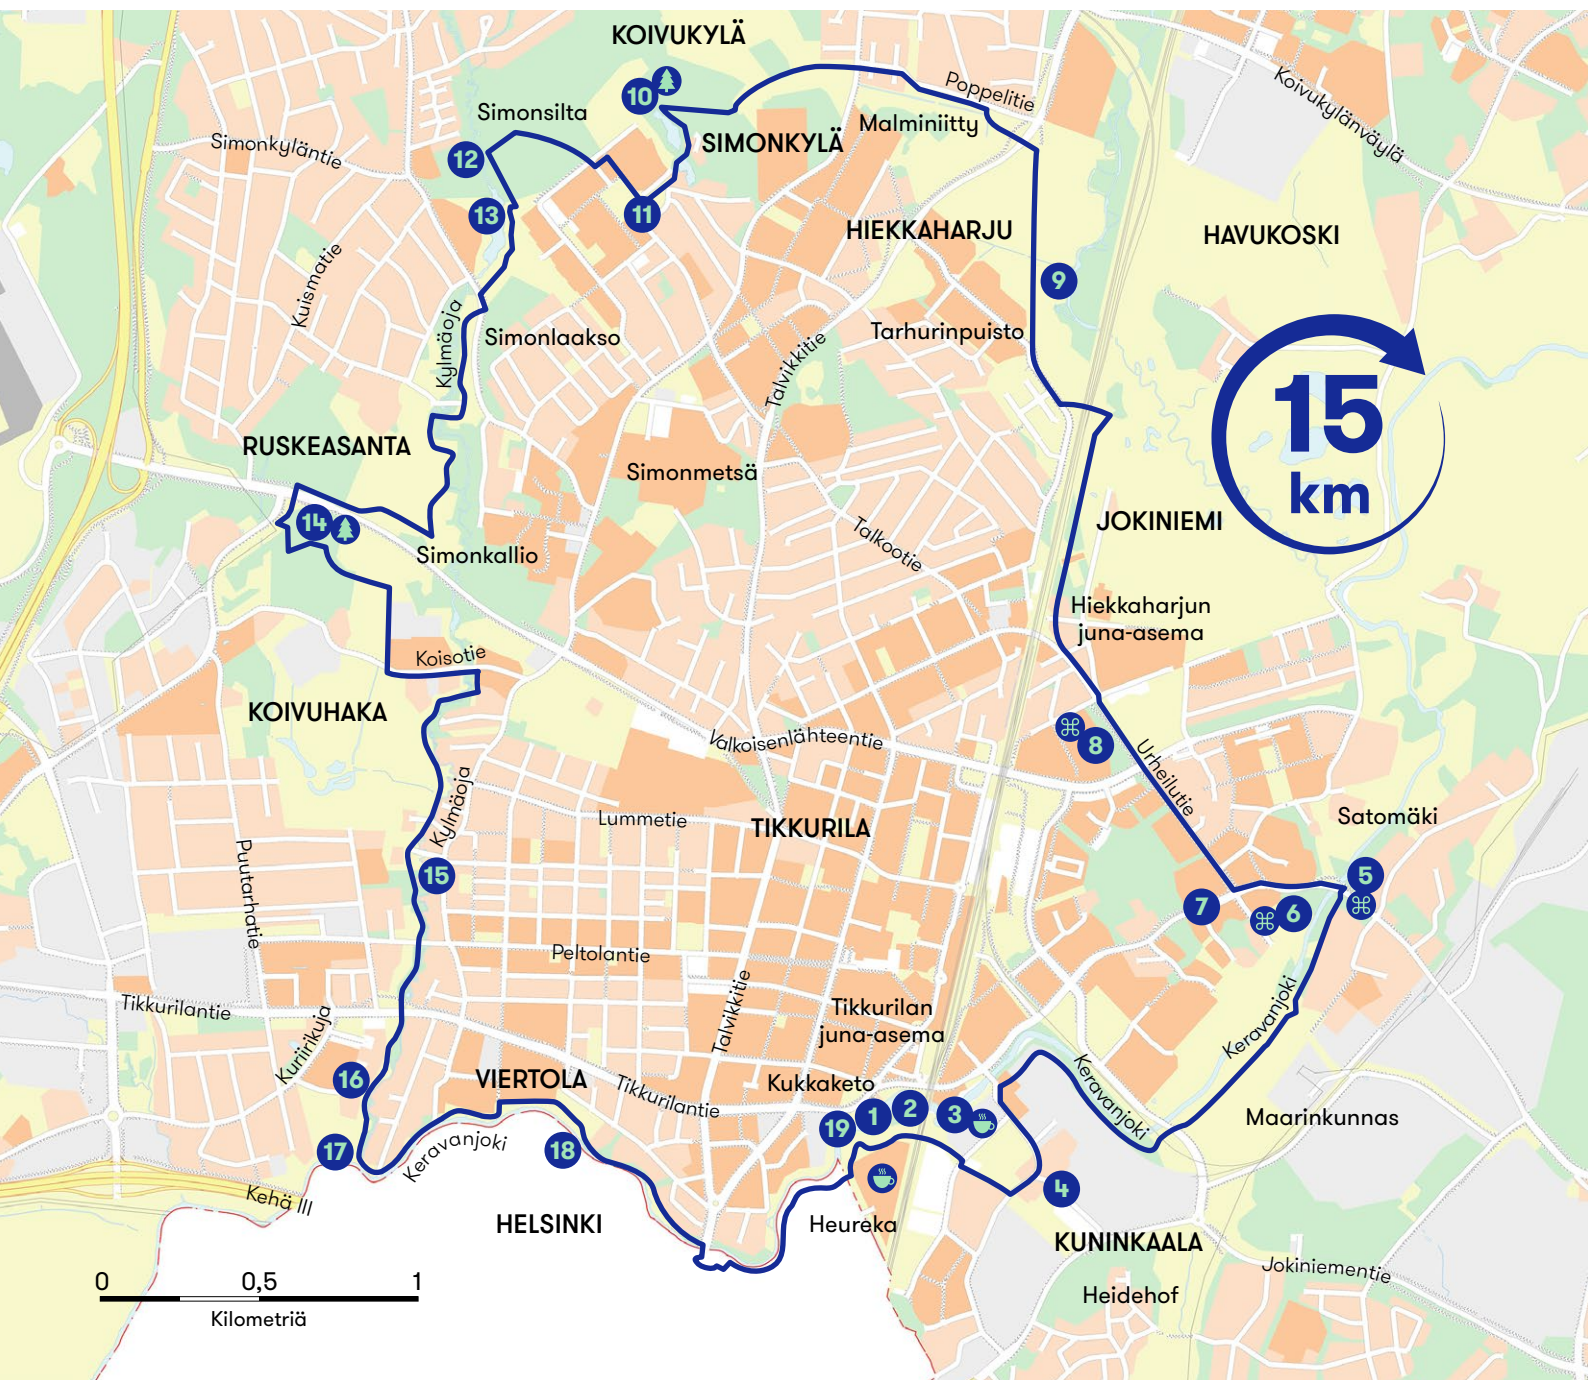 KOIVUKYLÄ
10
Poppelitie
Koivukylänväylä
Simonsilta
Malminiitty
Simonkyläntie
SIMONKYLÄ
12
13
11
HIEKKAHARJU
HAVUKOSKI
Kuismatie
9
Kylmäoja
Simonlaakso
Talvikkitie
Tarhurinpuisto
15
km
RUSKEASANTA
Simonmetsä
14
Simonkallio
Talkootie
JOKINIEMI
Hiekkaharjun
juna-asema
Koisotie
KOIVUHAKA
Valkoisenlähteentie
⌘
8
Urheilutie
Kylmäoja
Lummetie
TIKKURILA
Satomäki
Puutarhatie
15
5
⌘
7
⌘
6
Peltolantie
Talvikkitie
Tikkurilan
juna-asema
Keravanjoki
Tikkurilantie
Kuriirikuja
16
VIERTOLA
Tikkurilantie
Kukkaketo
Keravanjoki
19
1
2
3
Maarinkunnas
17
Keravanjoki
18
4
Kehä III
HELSINKI
Heureka
KUNINKAALA
Jokiniementie
Heidehof
0
0,5
1
Kilometriä